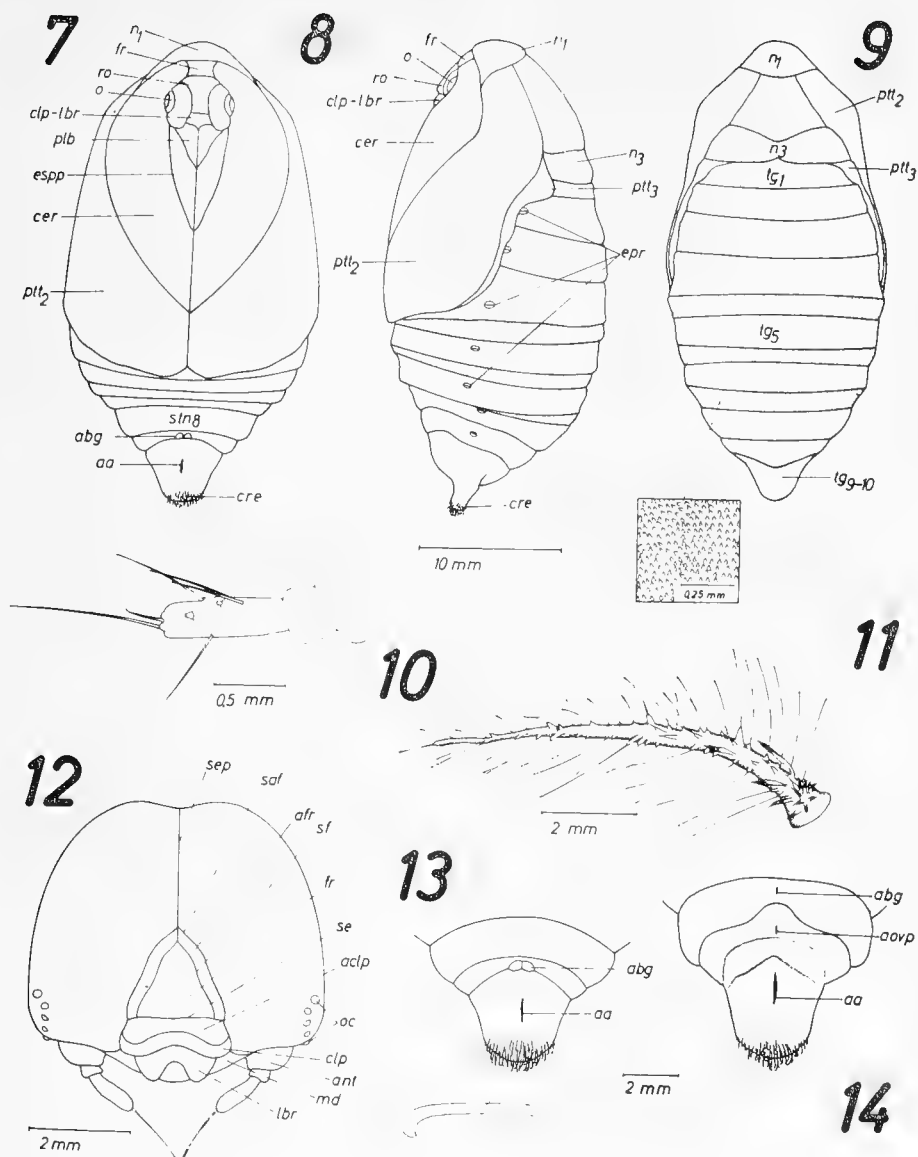 7
n1
fr
ro
o
clp-lbr
plb
espp
cer
ptt2
stn8
abg
aa
cre
8
fr
n1
o
ro
clp-lbr
cer
n3
ptt3
ptt2
epr
cre
10 mm
9
n1
ptt2
n3
ptt3
tg1
tg5
tg9-10
0,25 mm
0,5 mm
10
11
2 mm
12
sep
saf
afr
sf
fr
se
aclp
oc
clp
ant
md
lbr
2 mm
13
abg
aa
2 mm
abg
aovp
aa
14